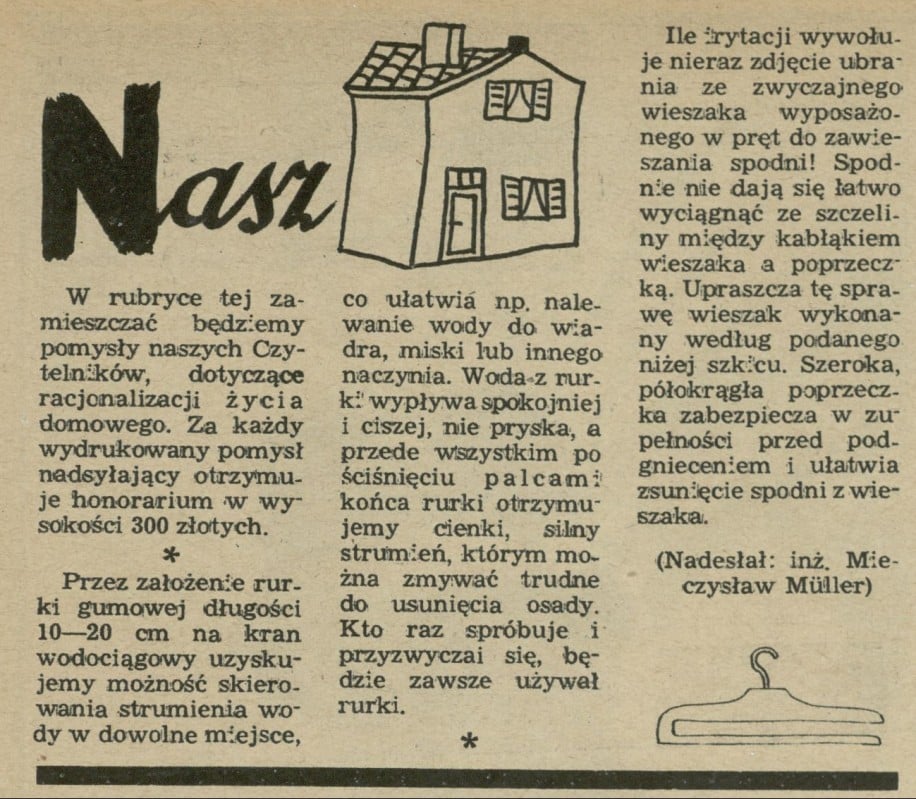 Nasz
W rubryce tej za-
mieszczać będziemy
pomysły naszych Czy-
telników, dotyczące
racjonalizacji życia
domowego. Za każdy
wydrukowany pomysł
nadsyłający otrzymu-
je honorarium w wy-
sokości 300 złotych.
*
Przez założenie rur-
ki gumowej długości
10—20 cm na kran
wodociągowy uzysku-
jemy możność skiero-
wania strumienia wo-
dy w dowolne miejsce,
co ułatwia np. nale-
wanie wody do wia-
dra, miski lub innego
naczynia. Woda z rur-
ki wypływa spokojniej
i ciszej, nie pryska, a
przede wszystkim po
ściśnięciu palcami
końca rurki otrzymu-
jemy cienki, silny
strumień, którym mo-
żna zmywać trudne
do usunięcia osady.
Kto raz spróbuje i
przyzwyczai się, bę-
dzie zawsze używał
rurki.
*
Ile irytacji wywołu-
je nieraz zdjęcie ubra-
nia ze zwyczajnego
wieszaka wyposażo-
nego w pręt do zawie-
szania spodni! Spod-
nie nie dają się łatwo
wyciągnąć ze szczeli-
ny między kabłąkiem
wieszaka a poprzecz-
ką. Upraszcza tę spra-
wę wieszak wykona-
ny według podanego
niżej szkicu. Szeroka,
półokrągła poprzecz-
ka zabezpiecza w zu-
pełności przed pod-
gnieceniem i ułatwia
zsunięcie spodni z wie-
szaka.
(Nadesłał: inż. Mie-
czysław Müller)